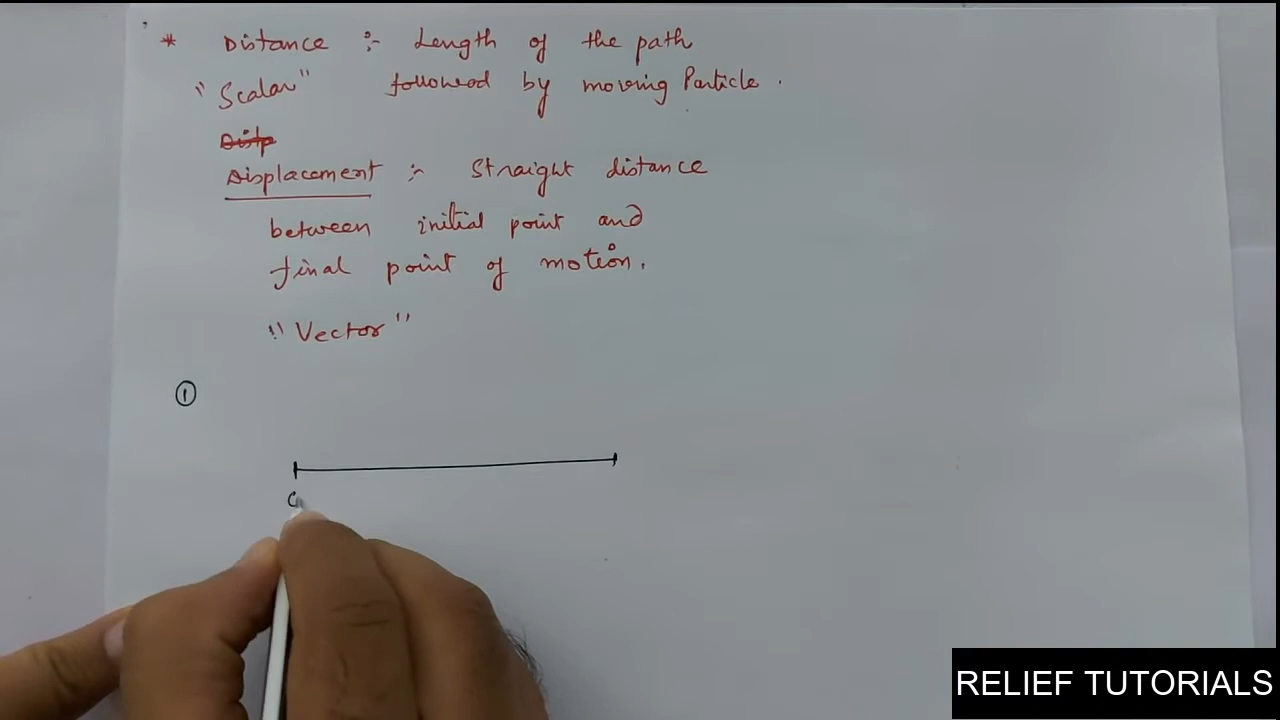 * Distance :- Length of the path
"Scalar" followed by moving Particle.
Disp
Displacement :- Straight distance
between initial point and
final point of motion.
"Vector"
①
RELIEF TUTORIALS